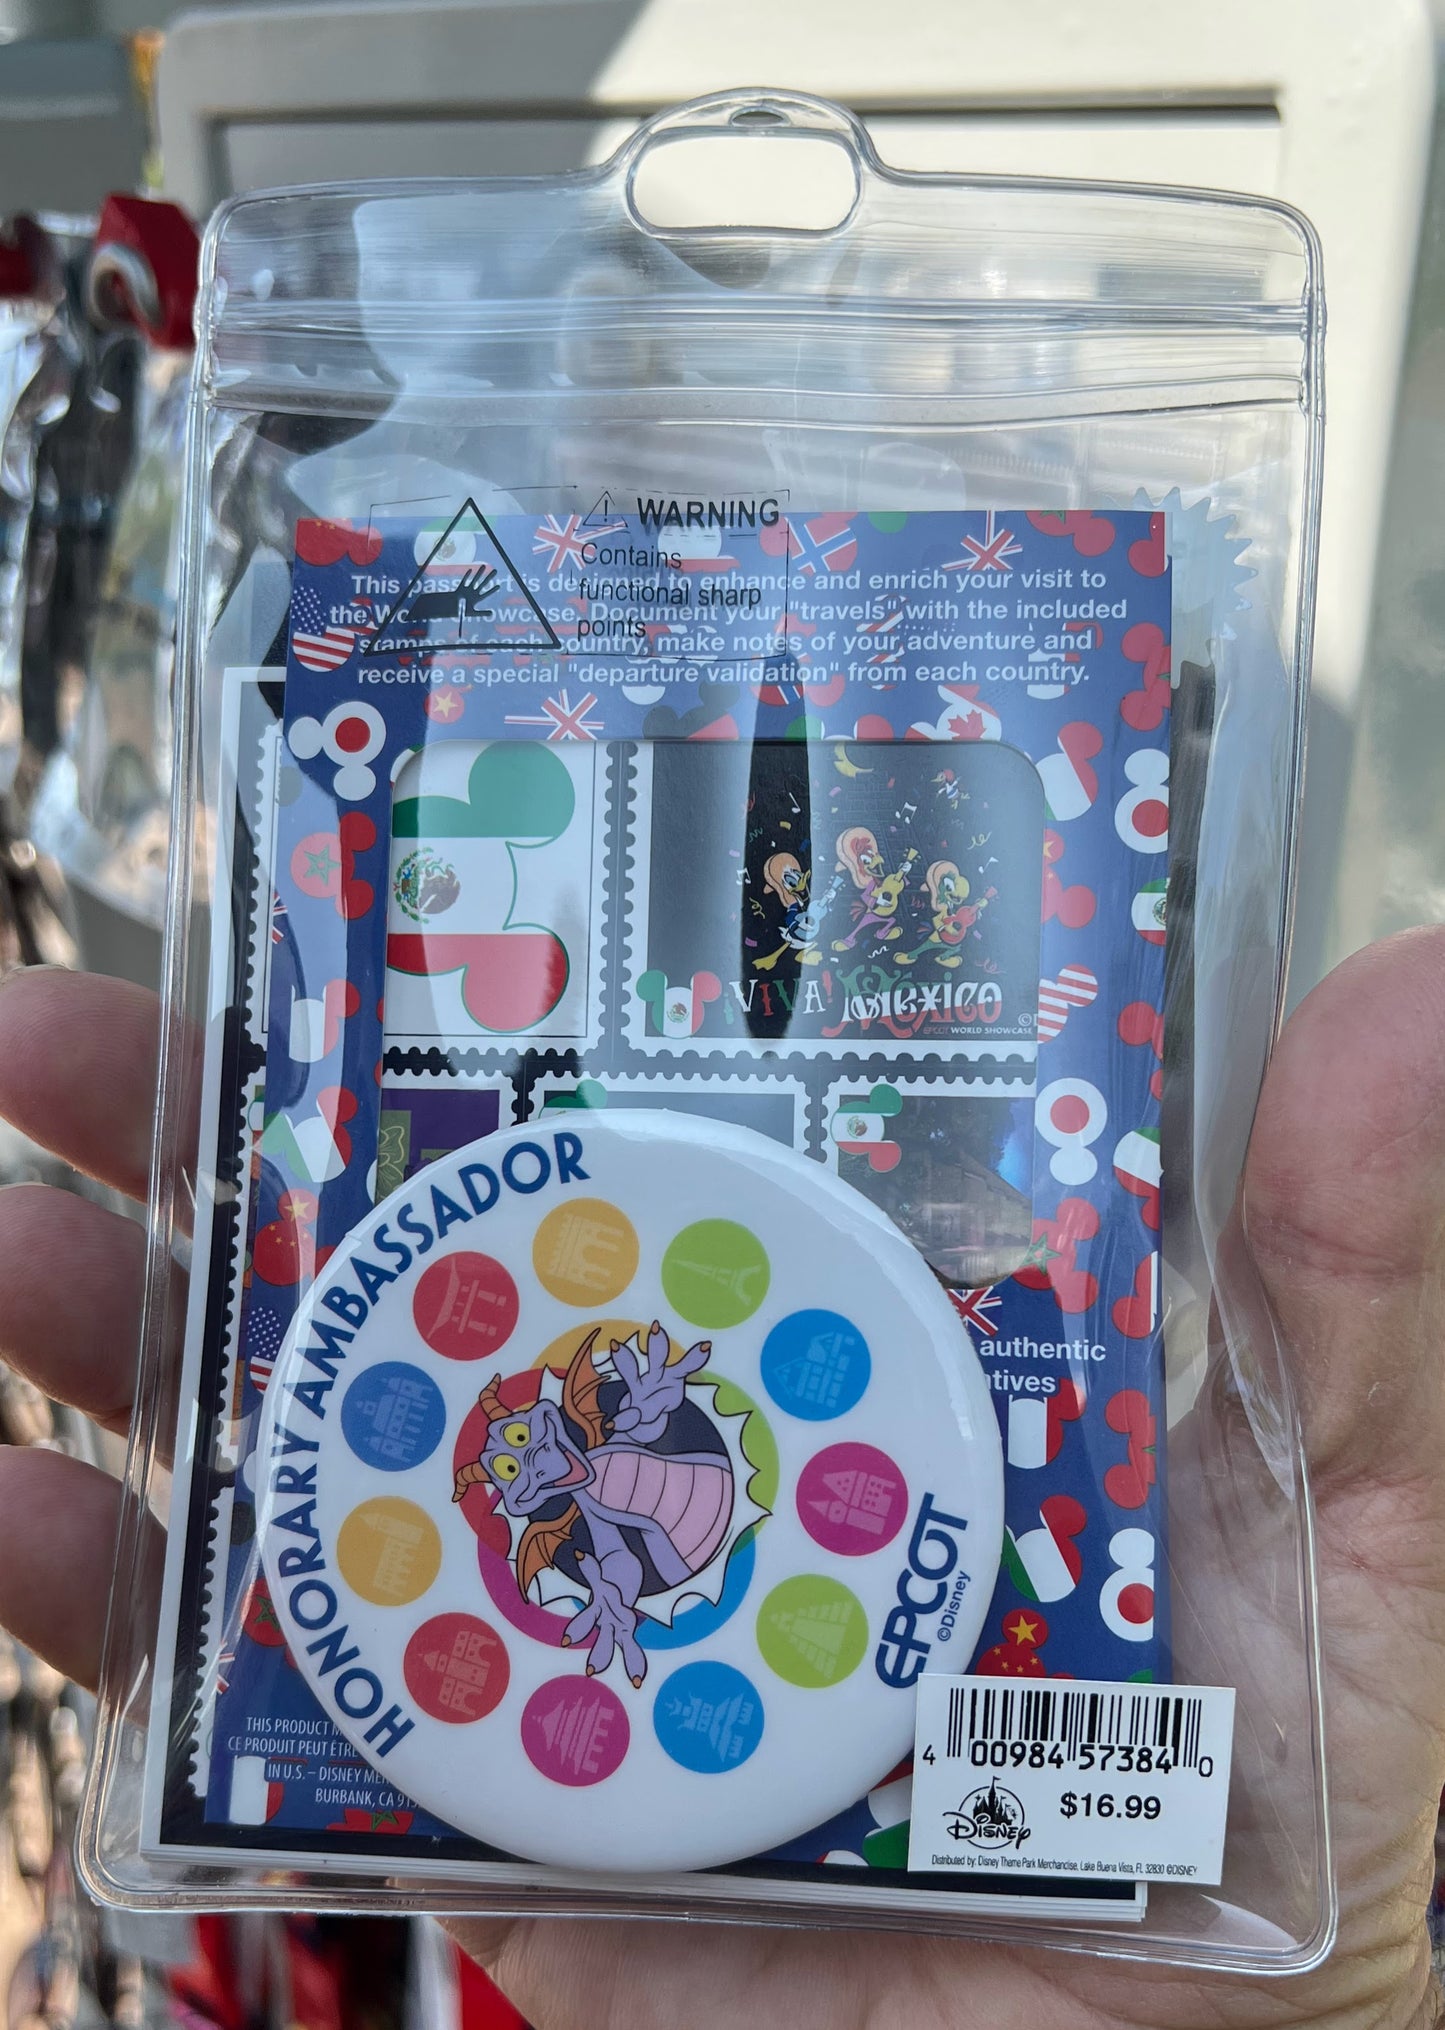 WARNING
Contains
functional sharp
points
This passport is designed to enhance and enrich your visit to
the World Showcase. Document your "travels" with the included
stamps of each country, make notes of your adventure and
receive a special "departure validation" from each country.
¡VIVA! MEXICO
EPCOT WORLD SHOWCASE
authentic
HONORARY AMBASSADOR
EPCOT
©Disney
THIS PRODUCT
CE PRODUIT PEUT ÊTRE
IN U.S. – DISNEY
BURBANK, CA
4 00984 57384 0
Disney
$16.99
Distributed by: Disney Theme Park Merchandise, Lake Buena Vista, FL 32830 ©DISNEY